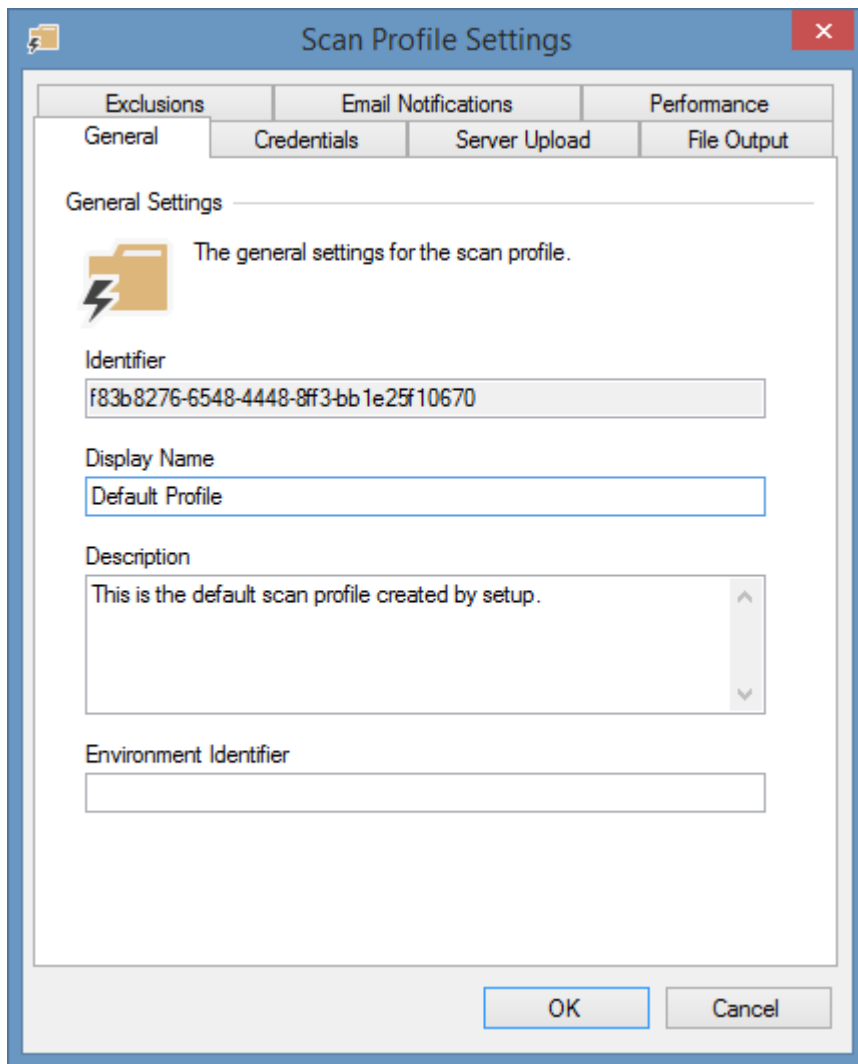 Scan Profile Settings
Exclusions Email Notifications Performance
General Credentials Server Upload File Output
General Settings
The general settings for the scan profile.
Identifier
f83b8276-6548-4448-8ff3-bb1e25f10670
Display Name
Default Profile
Description
This is the default scan profile created by setup.
Environment Identifier
OK Cancel